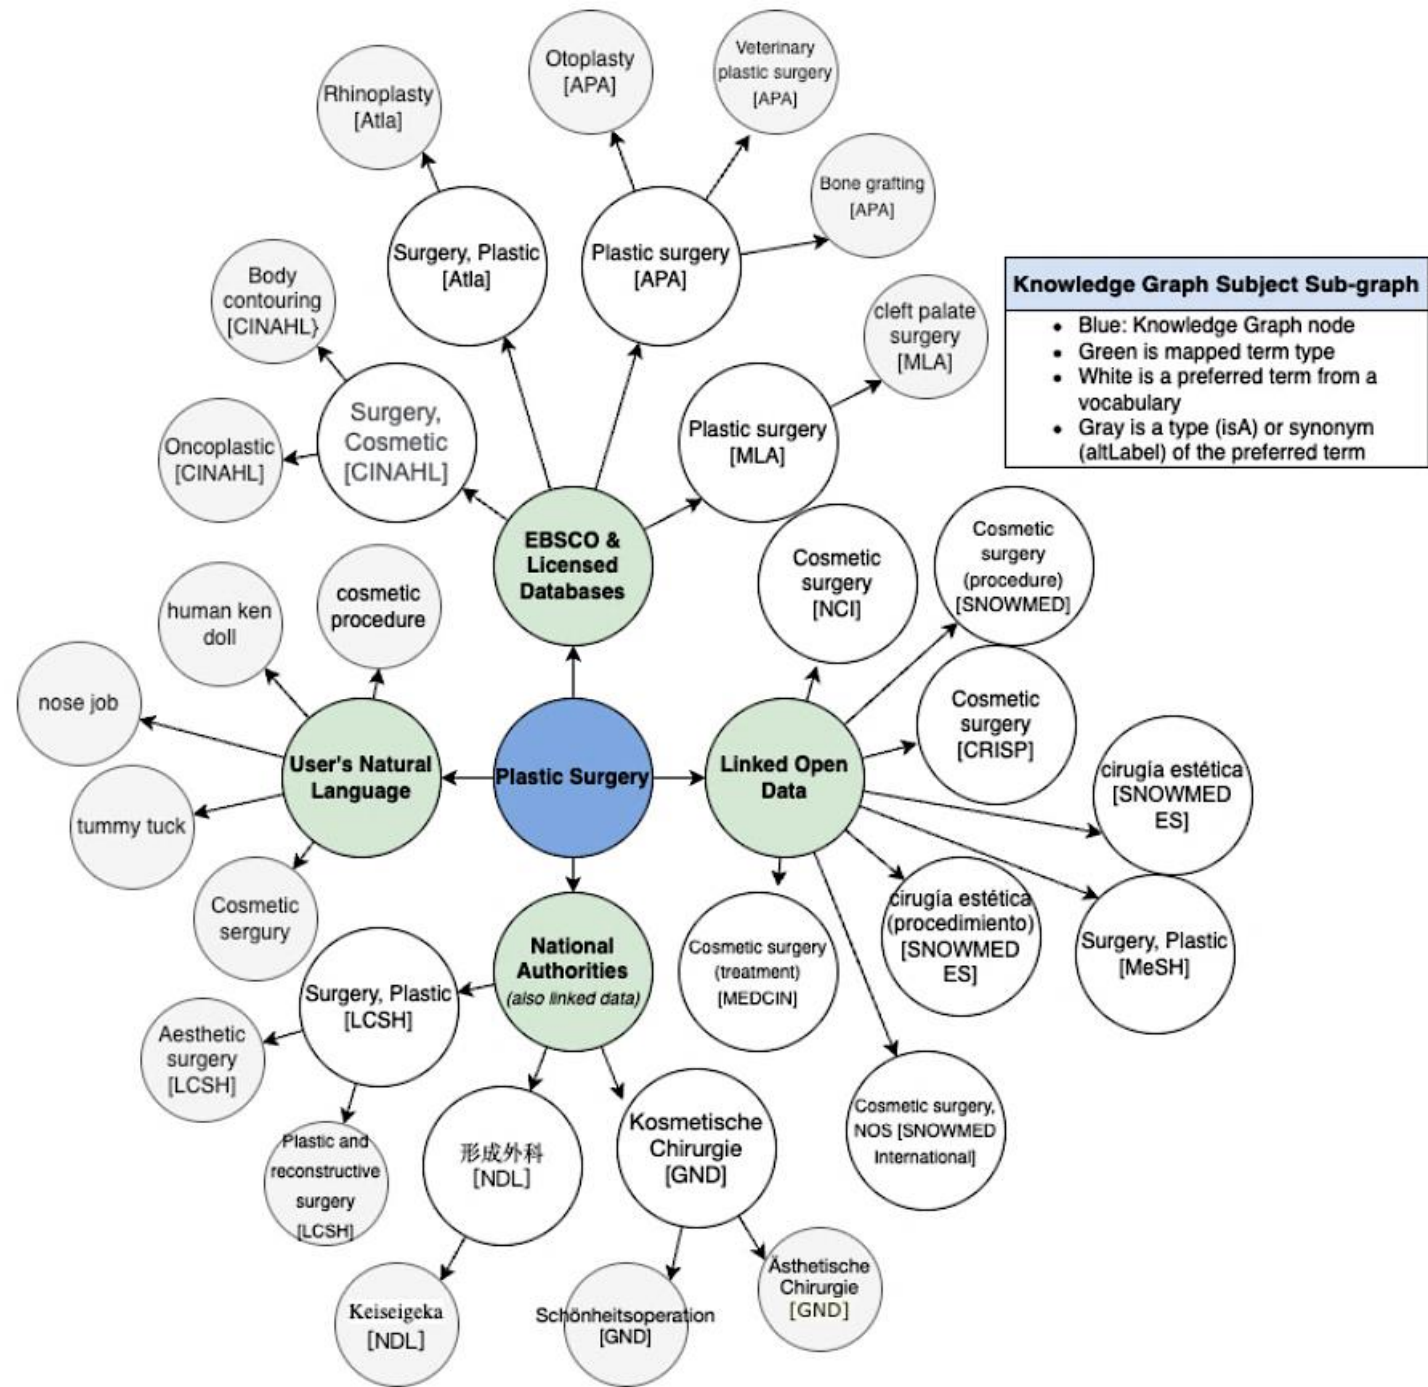 Rhinoplasty
[Atla]
Otoplasty
[APA]
Veterinary
plastic surgery
[APA]
Bone grafting
[APA]
Surgery, Plastic
[Atla]
Plastic surgery
[APA]
Body
contouring
[CINAHL}
cleft palate
surgery
[MLA]
Knowledge Graph Subject Sub-graph
• Blue: Knowledge Graph node
• Green is mapped term type
• White is a preferred term from a
vocabulary
• Gray is a type (isA) or synonym
(altLabel) of the preferred term
Oncoplastic
[CINAHL]
Surgery,
Cosmetic
[CINAHL]
Plastic surgery
[MLA]
EBSCO &
Licensed
Databases
Cosmetic
surgery
[NCI]
Cosmetic
surgery
(procedure)
[SNOWMED]
human ken
doll
cosmetic
procedure
nose job
Cosmetic
surgery
[CRISP]
User's Natural
Language
Plastic Surgery
Linked Open
Data
cirugía estética
[SNOWMED
ES]
tummy tuck
Cosmetic
sergury
National
Authorities
(also linked data)
Cosmetic surgery
(treatment)
[MEDCIN]
cirugía estética
(procedimiento)
[SNOWMED
ES]
Surgery, Plastic
[MeSH]
Surgery, Plastic
[LCSH]
Aesthetic
surgery
[LCSH]
Plastic and
reconstructive
surgery
[LCSH]
形成外科
[NDL]
Kosmetische
Chirurgie
[GND]
Cosmetic surgery,
NOS [SNOWMED
International]
Keiseigeka
[NDL]
Schönheitsoperation
[GND]
Ästhetische
Chirurgie
[GND]